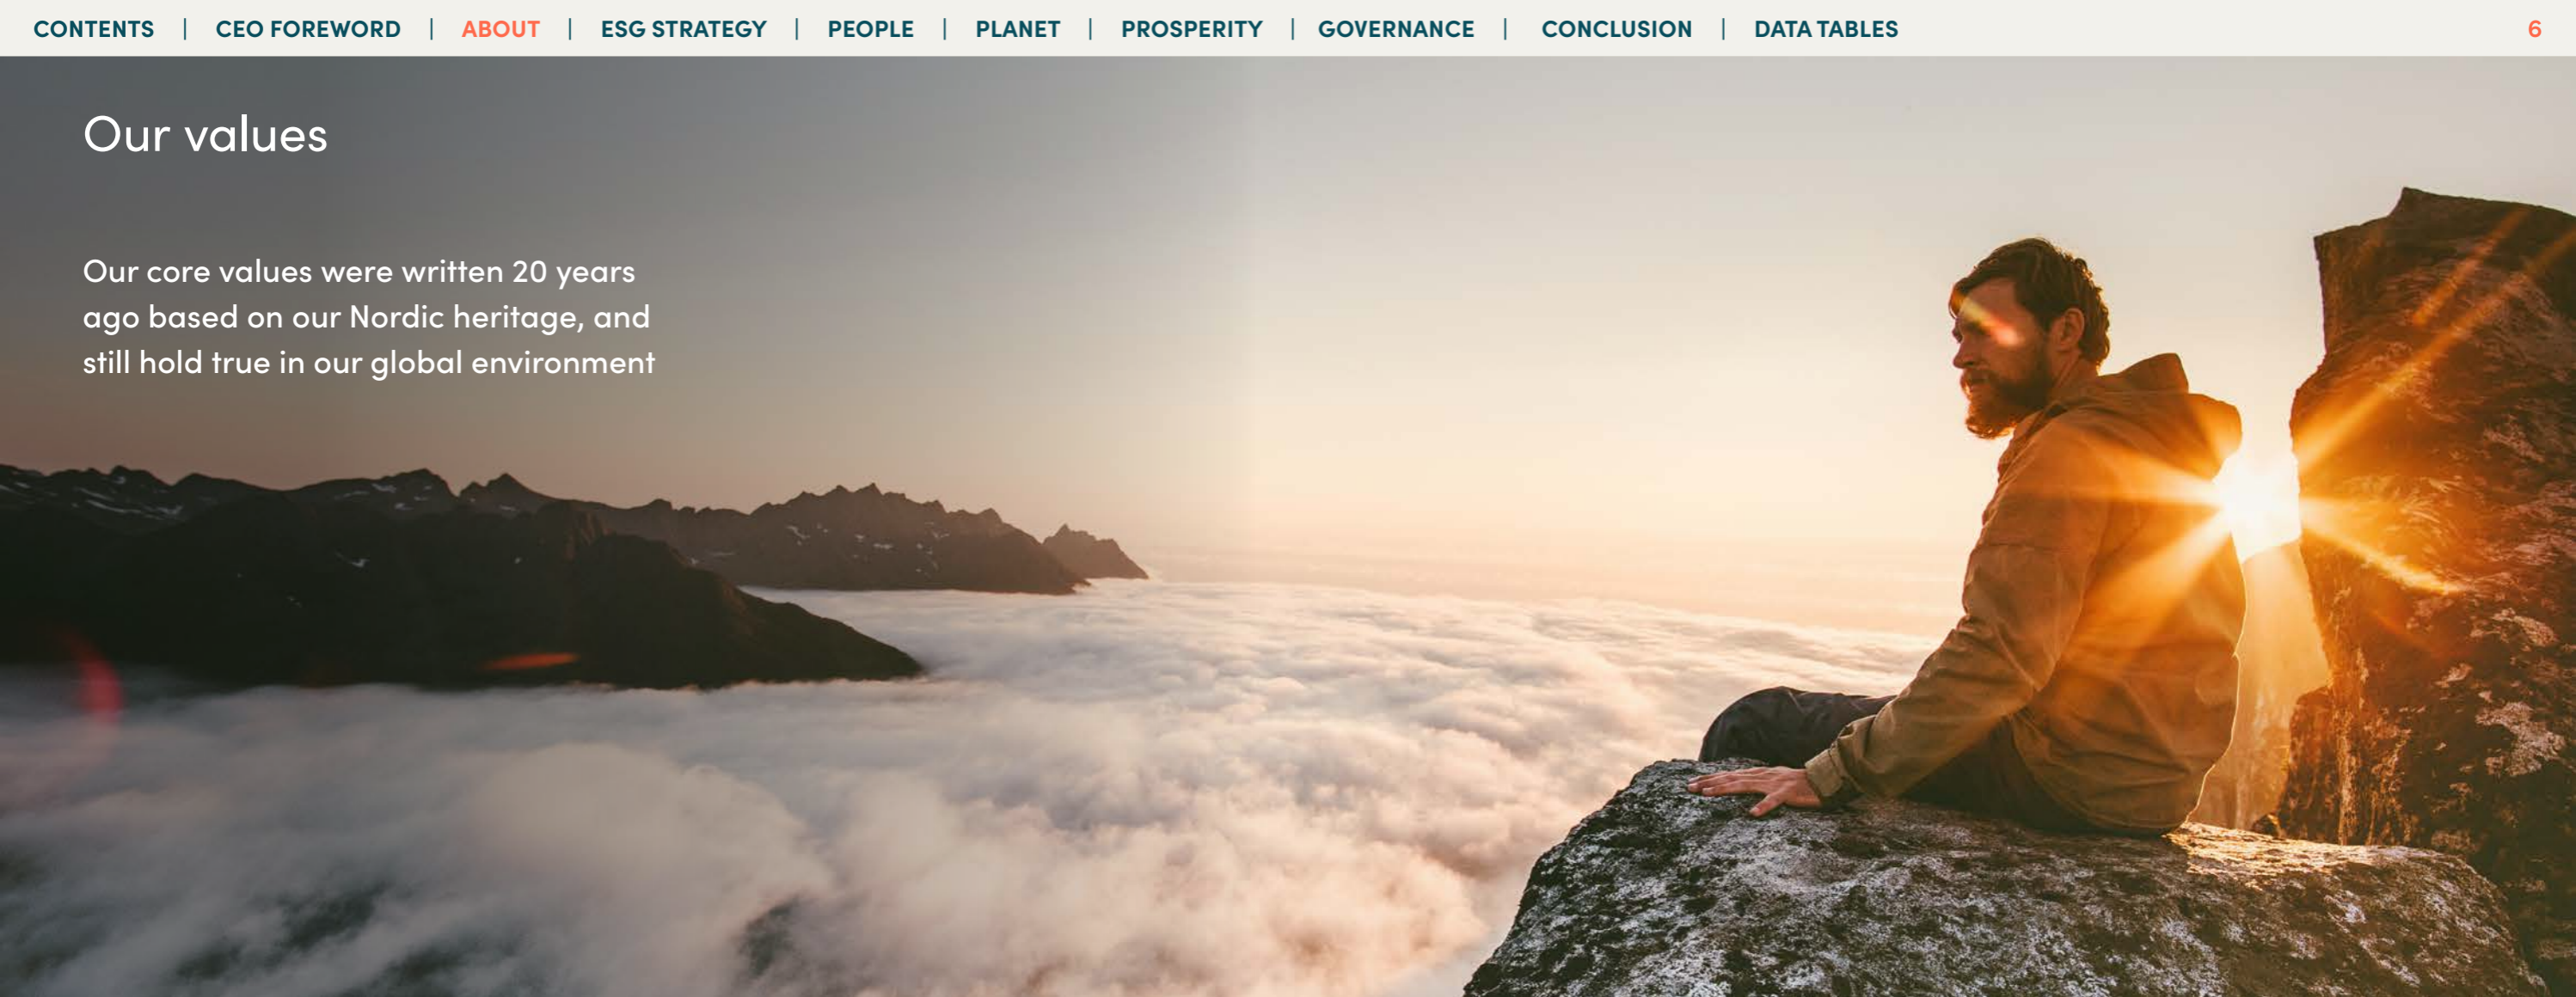 CONTENTS | CEO FOREWORD | ABOUT | ESG STRATEGY | PEOPLE | PLANET | PROSPERITY | GOVERNANCE | CONCLUSION | DATA TABLES 6
Our values
Our core values were written 20 years
ago based on our Nordic heritage, and
still hold true in our global environment